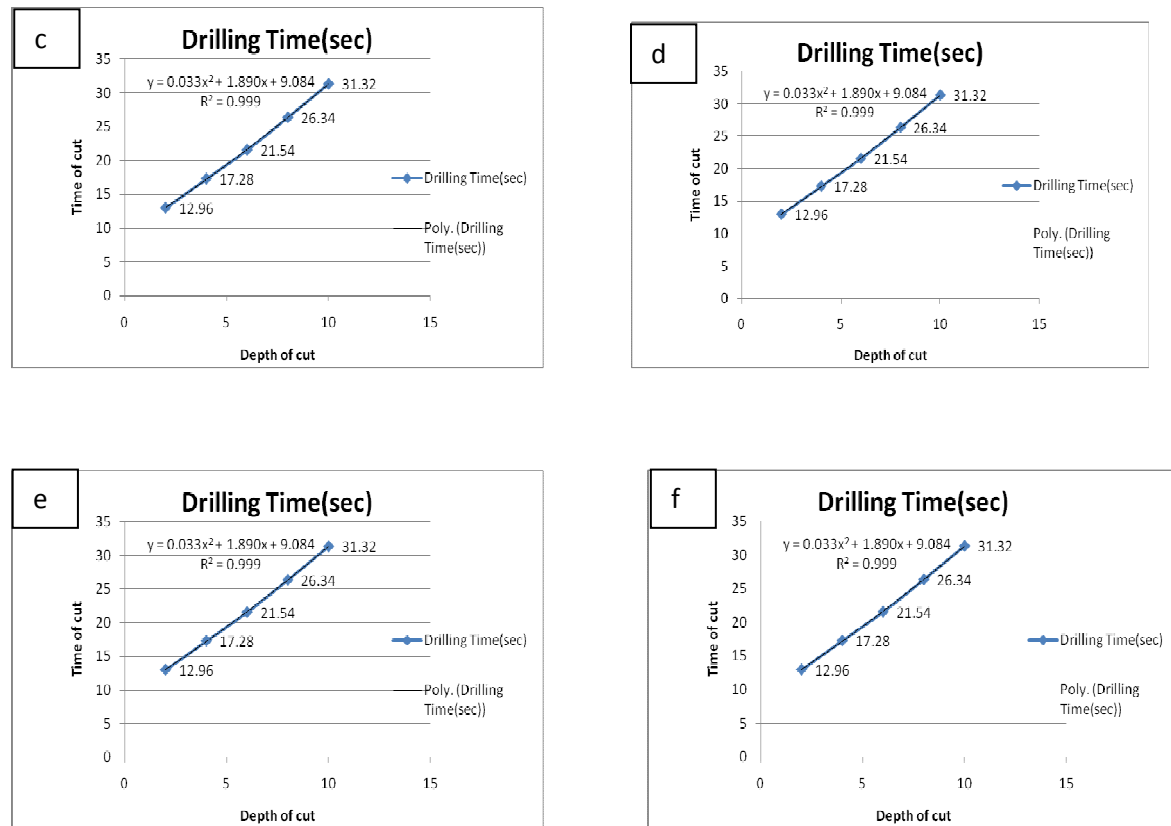 c
Drilling Time(sec)
35
30
25
20
15
10
5
0
Time of cut
y = 0.033x² + 1.890x + 9.084
R² = 0.999
31.32
26.34
21.54
17.28
12.96
Drilling Time(sec)
Poly. (Drilling
Time(sec))
0 5 10 15
Depth of cut
d
Drilling Time(sec)
35
30
25
20
15
10
5
0
Time of cut
y = 0.033x² + 1.890x + 9.084
R² = 0.999
31.32
26.34
21.54
17.28
12.96
Drilling Time(sec)
Poly. (Drilling
Time(sec))
0 5 10 15
Depth of cut
e
Drilling Time(sec)
35
30
25
20
15
10
5
0
Time of cut
y = 0.033x² + 1.890x + 9.084
R² = 0.999
31.32
26.34
21.54
17.28
12.96
Drilling Time(sec)
Poly. (Drilling
Time(sec))
0 5 10 15
Depth of cut
f
Drilling Time(sec)
35
30
25
20
15
10
5
0
Time of cut
y = 0.033x² + 1.890x + 9.084
R² = 0.999
31.32
26.34
21.54
17.28
12.96
Drilling Time(sec)
Poly. (Drilling
Time(sec))
0 5 10 15
Depth of cut